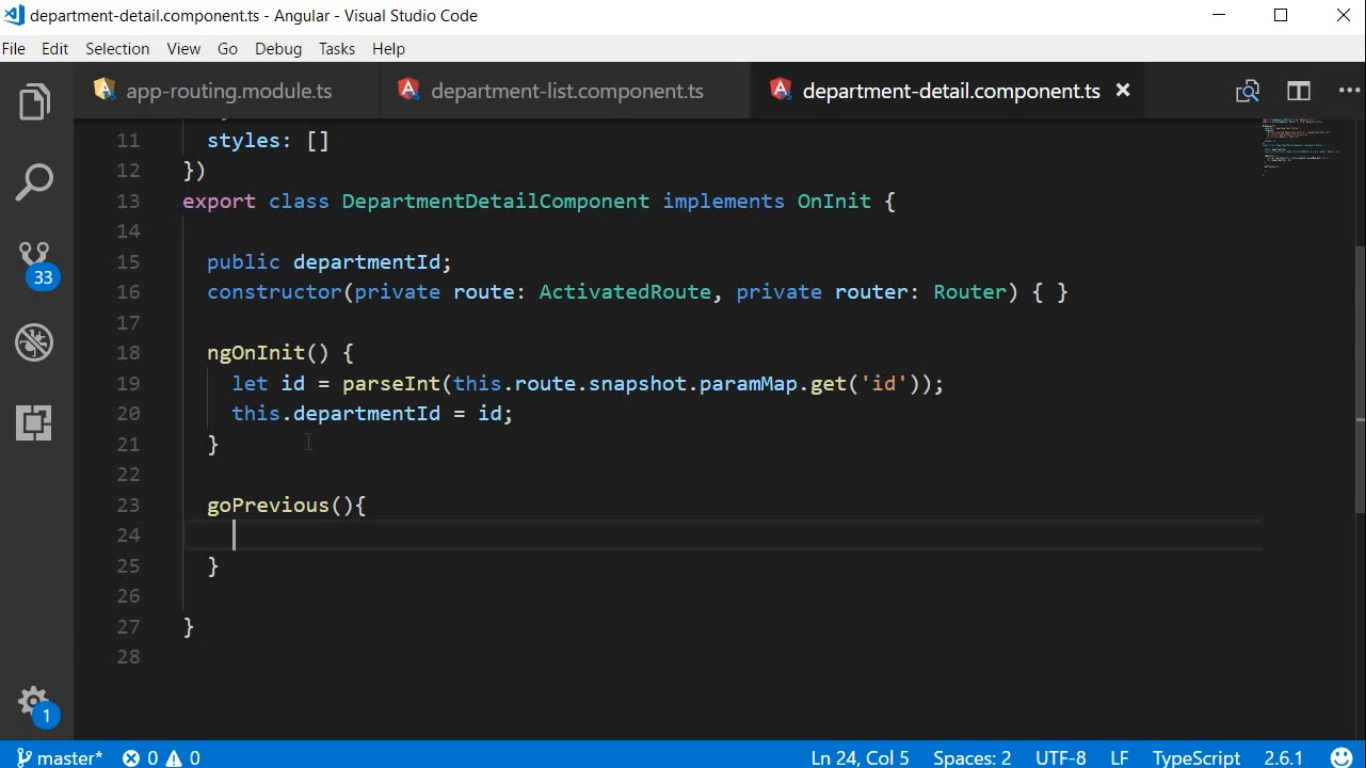 department-detail.component.ts - Angular - Visual Studio Code
File Edit Selection View Go Debug Tasks Help
app-routing.module.ts department-list.component.ts department-detail.component.ts
11 styles: []
12 })
13 export class DepartmentDetailComponent implements OnInit {
14
15 public departmentId;
16 constructor(private route: ActivatedRoute, private router: Router) { }
17
18 ngOnInit() {
19 let id = parseInt(this.route.snapshot.paramMap.get('id'));
20 this.departmentId = id;
21 }
22
23 goPrevious(){
24
25 }
26
27 }
28
33
1
master* 0 0 Ln 24, Col 5 Spaces: 2 UTF-8 LF TypeScript 2.6.1